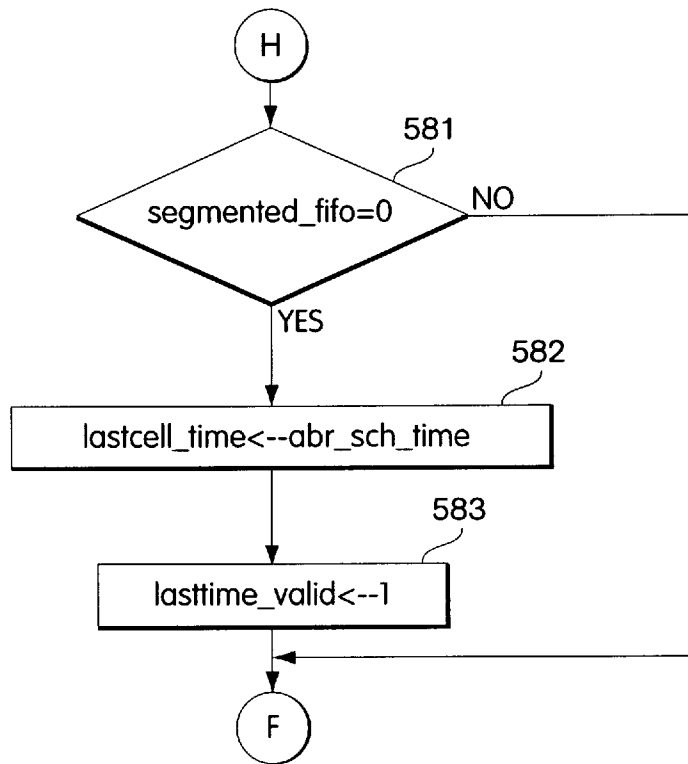 H
581
segmented_fifo=0
NO
YES
582
lastcell_time<--abr_sch_time
583
lasttime_valid<--1
F